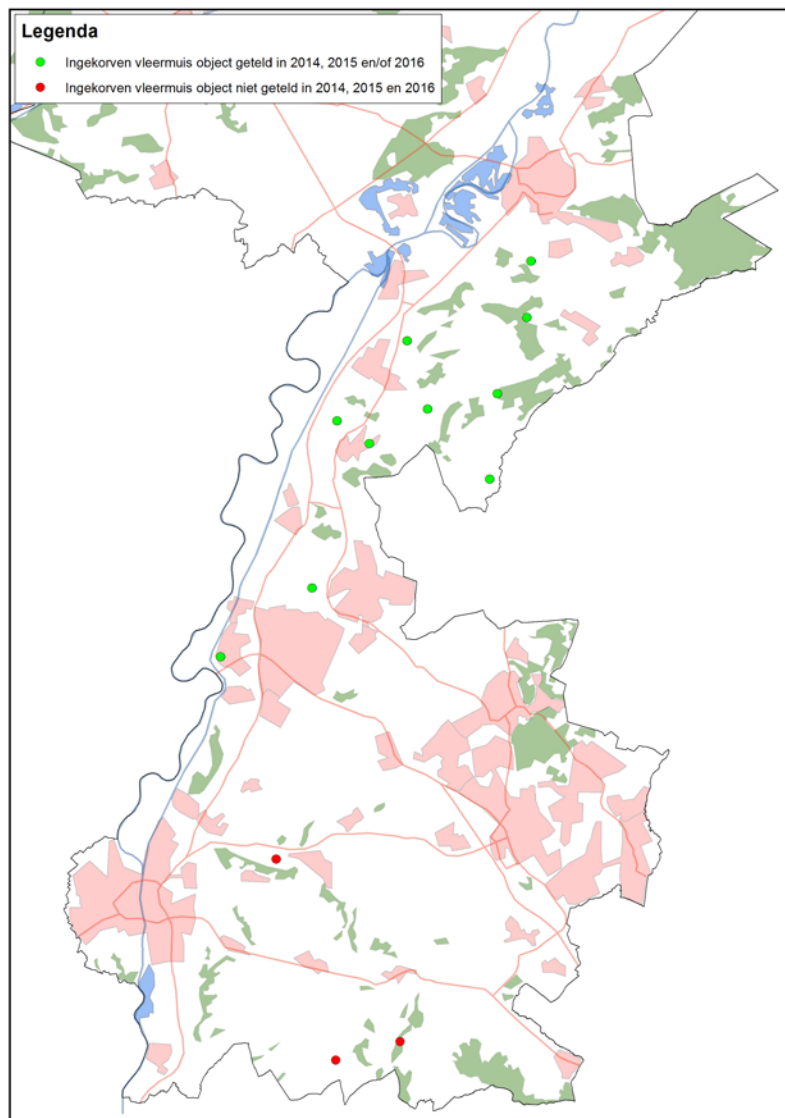 Legenda
Ingekorven vleermuis object geteld in 2014, 2015 en/of 2016
Ingekorven vleermuis object niet geteld in 2014, 2015 en 2016